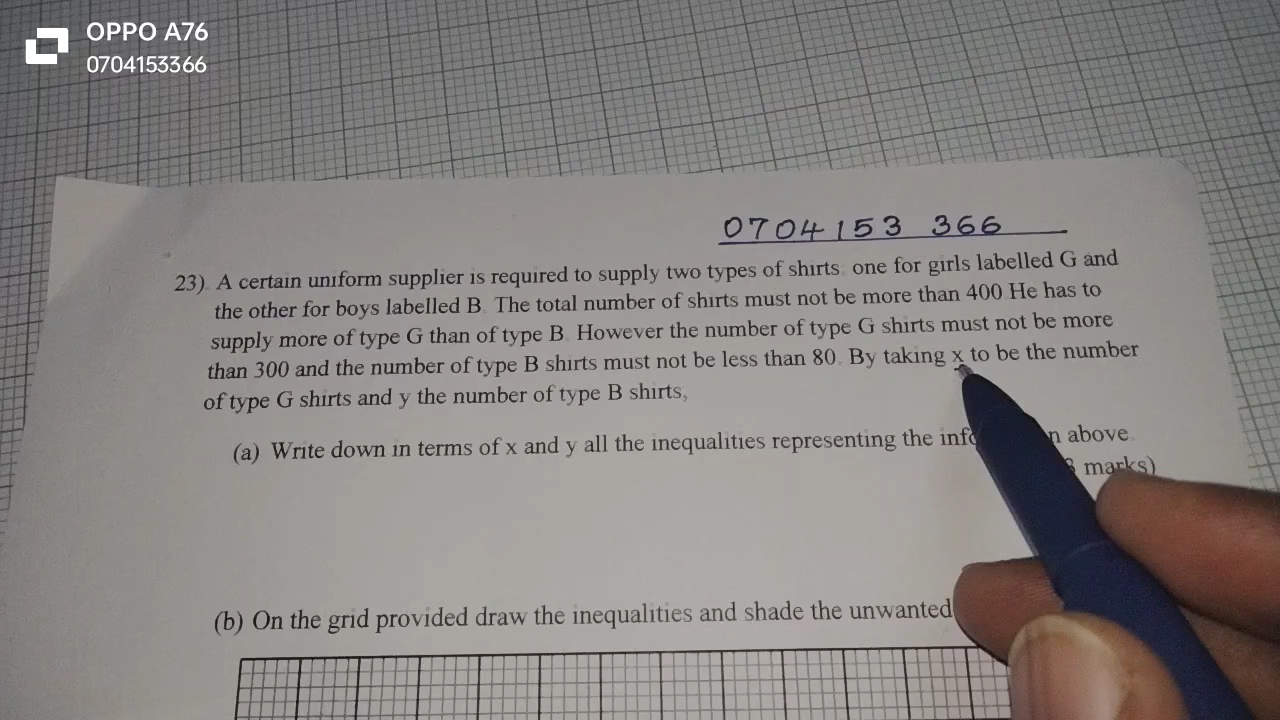 OPPO A76
0704153366
0704153 366
23) A certain uniform supplier is required to supply two types of shirts one for girls labelled G and
the other for boys labelled B. The total number of shirts must not be more than 400 He has to
supply more of type G than of type B. However the number of type G shirts must not be more
than 300 and the number of type B shirts must not be less than 80. By taking x to be the number
of type G shirts and y the number of type B shirts,
(a) Write down in terms of x and y all the inequalities representing the above.
marks)
(b) On the grid provided draw the inequalities and shade the unwanted